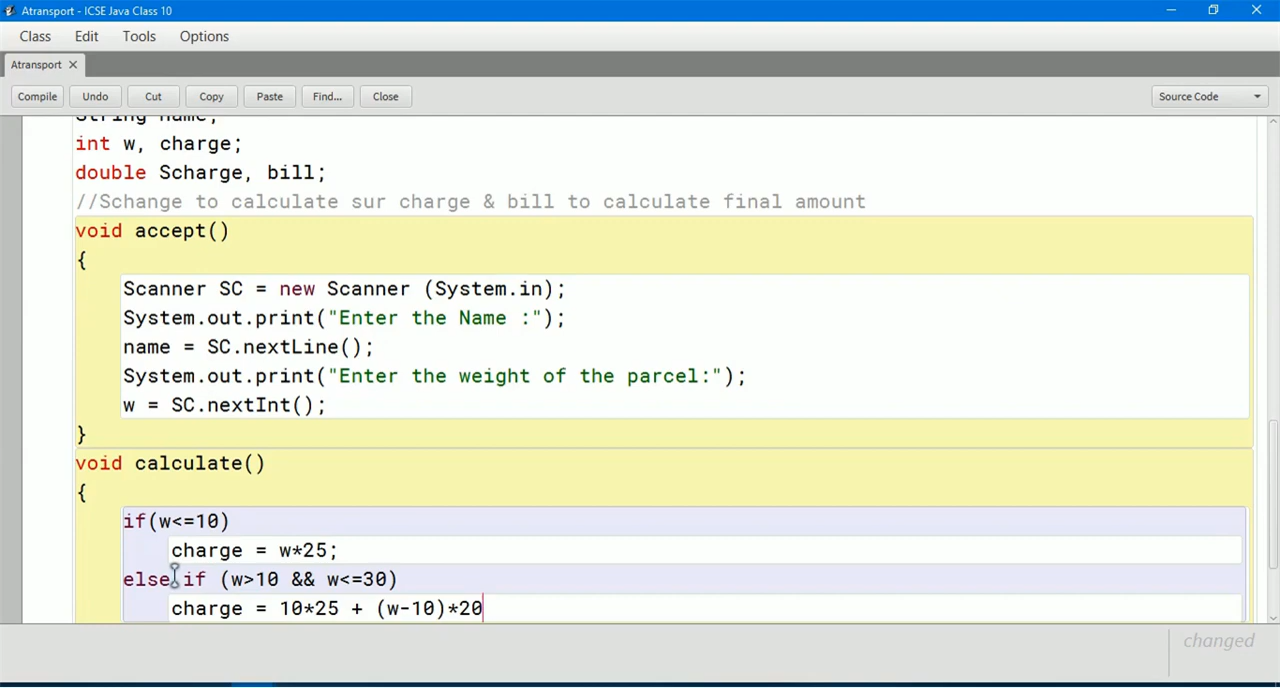 Atransport - ICSE Java Class 10
Class Edit Tools Options
Atransport
Compile Undo Cut Copy Paste Find... Close Source Code
String name;
int w, charge;
double Scharge, bill;
//Schange to calculate sur charge & bill to calculate final amount
void accept()
{
Scanner SC = new Scanner (System.in);
System.out.print("Enter the Name :");
name = SC.nextLine();
System.out.print("Enter the weight of the parcel:");
w = SC.nextInt();
}
void calculate()
{
if(w<=10)
charge = w*25;
else if (w>10 && w<=30)
charge = 10*25 + (w-10)*20
changed